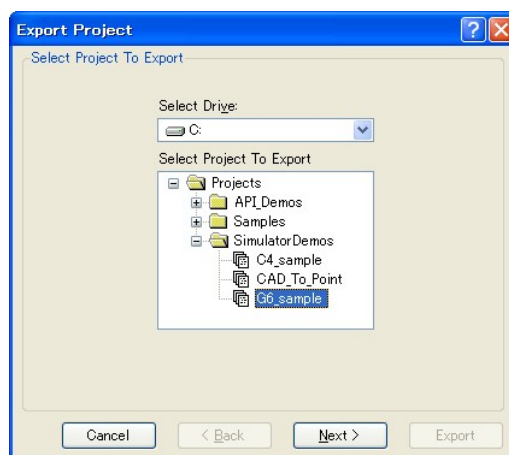 Export Project
Select Project To Export
Select Drive:
C:
Select Project To Export
Projects
API_Demos
Samples
SimulatorDemos
C4_sample
CAD_To_Point
G6_sample
Cancel
< Back
Next >
Export